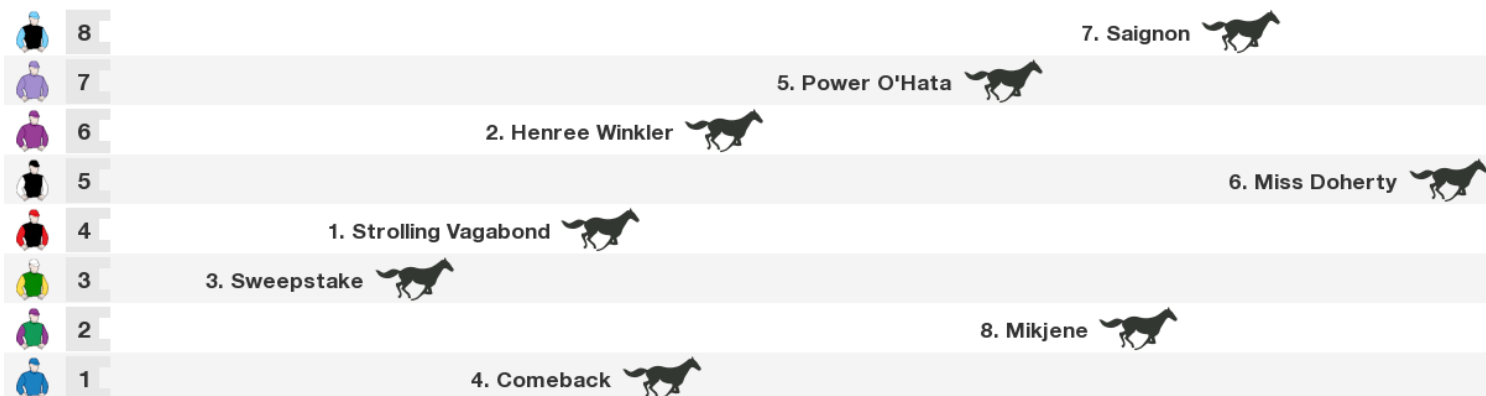 8 7. Saignon
7 5. Power O'Hata
6 2. Henree Winkler
5 6. Miss Doherty
4 1. Strolling Vagabond
3 3. Sweepstake
2 8. Mikjene
1 4. Comeback